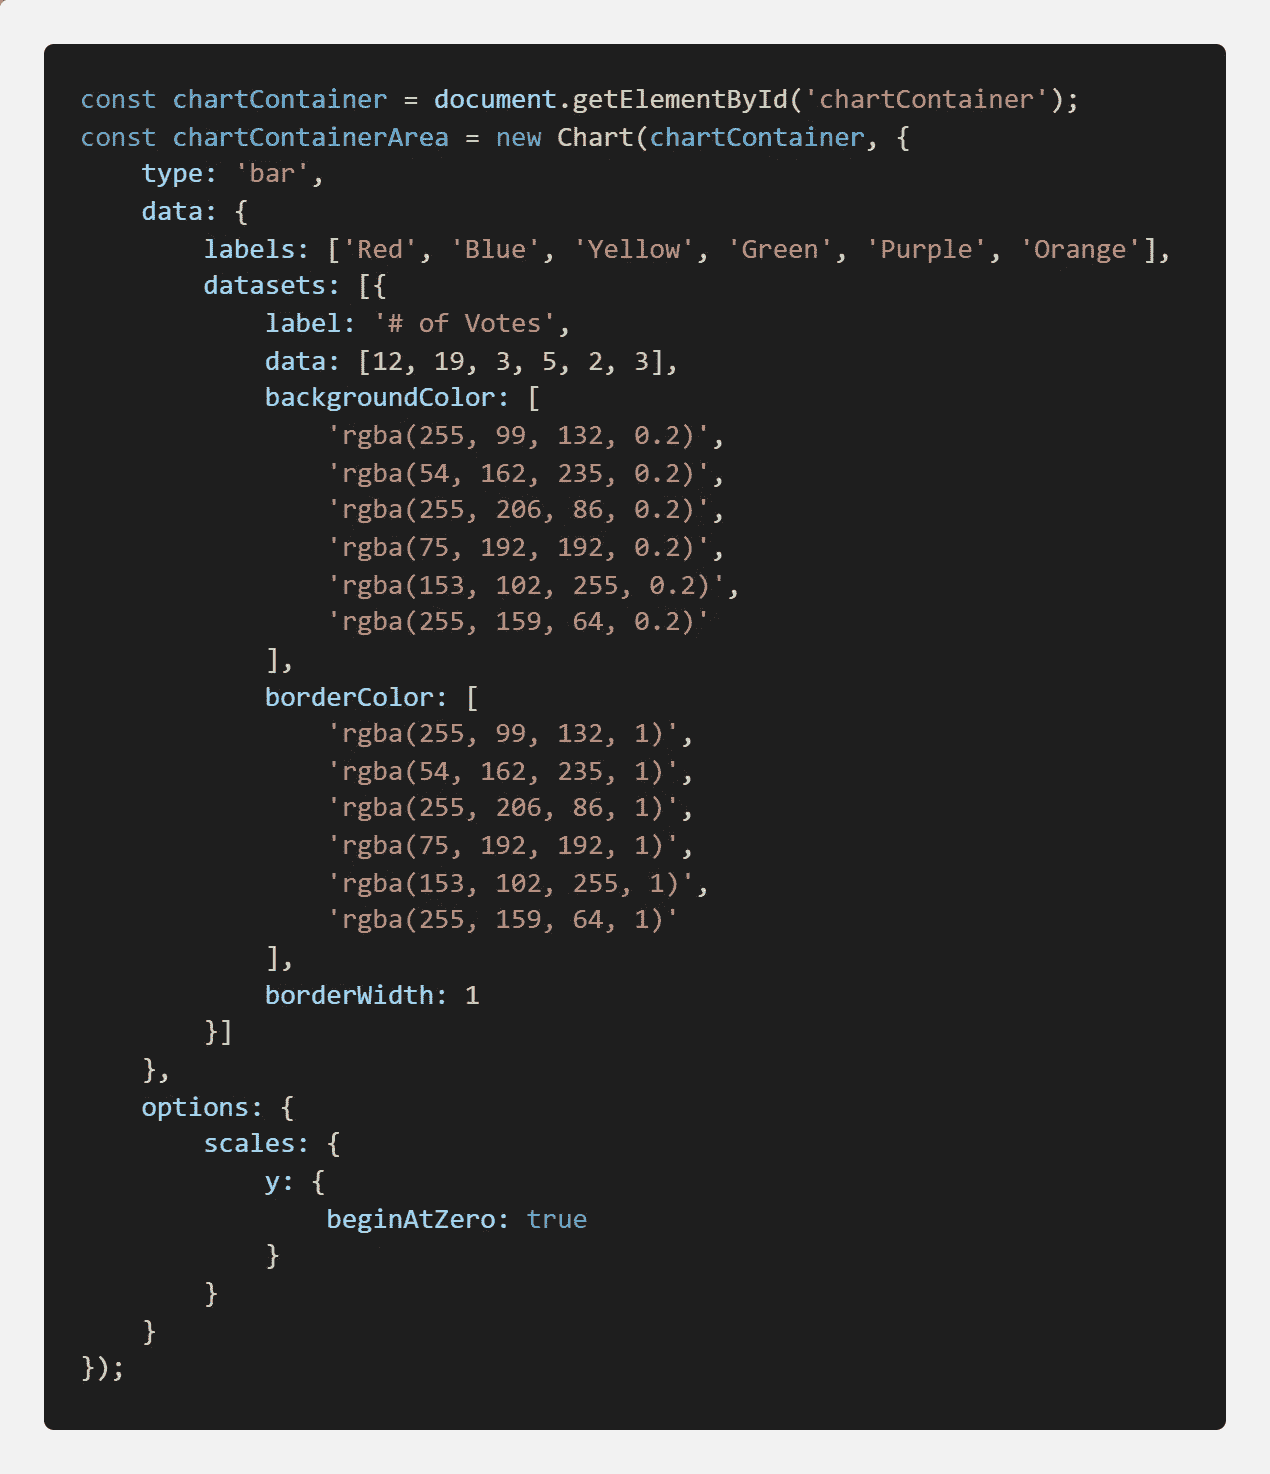 const chartContainer = document.getElementById('chartContainer');
const chartContainerArea = new Chart(chartContainer, {
    type: 'bar',
    data: {
        labels: ['Red', 'Blue', 'Yellow', 'Green', 'Purple', 'Orange'],
        datasets: [{
            label: '# of Votes',
            data: [12, 19, 3, 5, 2, 3],
            backgroundColor: [
                'rgba(255, 99, 132, 0.2)',
                'rgba(54, 162, 235, 0.2)',
                'rgba(255, 206, 86, 0.2)',
                'rgba(75, 192, 192, 0.2)',
                'rgba(153, 102, 255, 0.2)',
                'rgba(255, 159, 64, 0.2)'
            ],
            borderColor: [
                'rgba(255, 99, 132, 1)',
                'rgba(54, 162, 235, 1)',
                'rgba(255, 206, 86, 1)',
                'rgba(75, 192, 192, 1)',
                'rgba(153, 102, 255, 1)',
                'rgba(255, 159, 64, 1)'
            ],
            borderWidth: 1
        }]
    },
    options: {
        scales: {
            y: {
                beginAtZero: true
            }
        }
    }
});